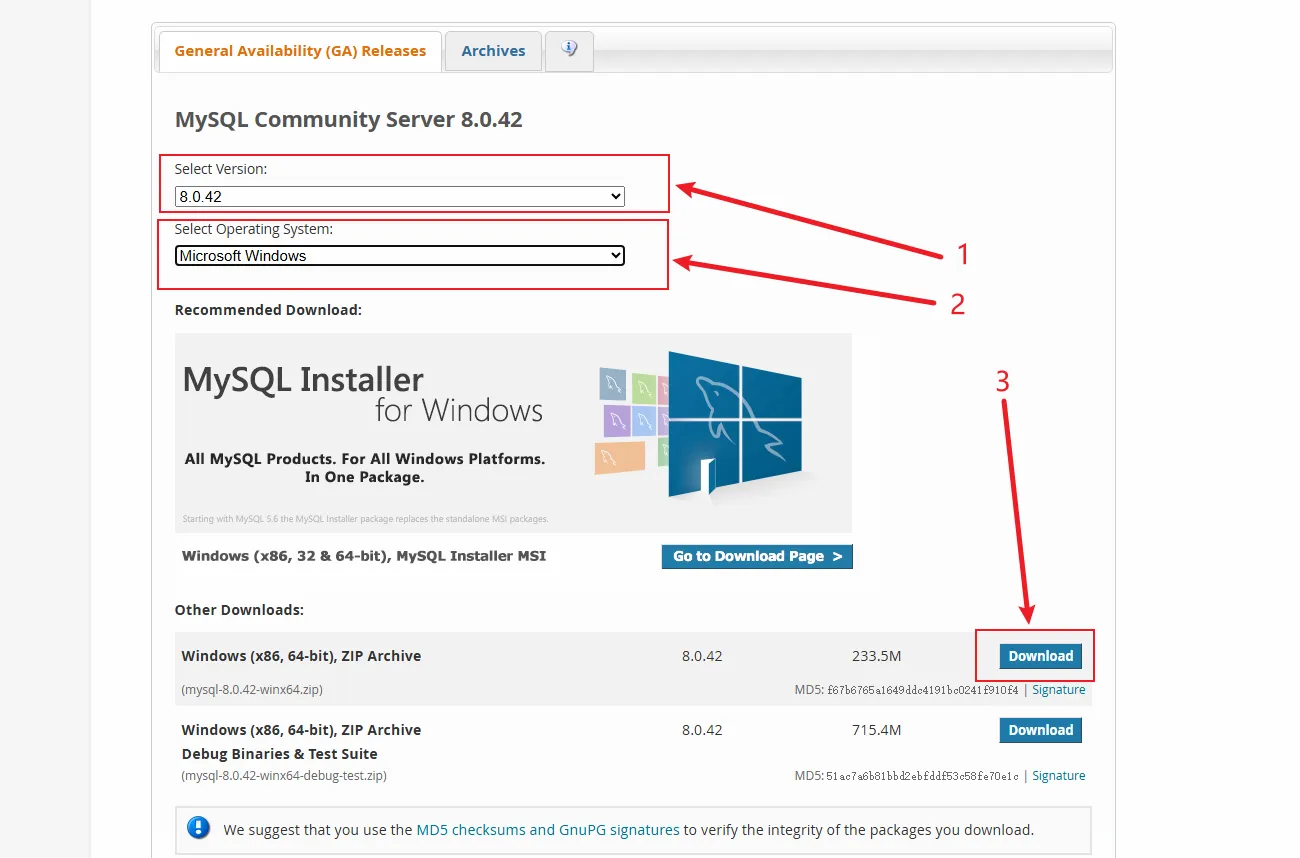 General Availability (GA) Releases
Archives
MySQL Community Server 8.0.42
Select Version:
8.0.42
1
Select Operating System:
Microsoft Windows
2
Recommended Download:
MySQL Installer
for Windows
All MySQL Products. For All Windows Platforms.
In One Package.
Starting with MySQL 5.6 the MySQL Installer package replaces the standalone MSI packages.
3
Windows (x86, 32 & 64-bit), MySQL Installer MSI
Go to Download Page >
Other Downloads:
Windows (x86, 64-bit), ZIP Archive 8.0.42 233.5M Download
(mysql-8.0.42-winx64.zip) MD5: f67b6765a1649ddc4191bc0241f910f4 | Signature
Windows (x86, 64-bit), ZIP Archive 8.0.42 715.4M Download
Debug Binaries & Test Suite
(mysql-8.0.42-winx64-debug-test.zip) MD5: 51ac7a6b81bbd2ebfddf53c58fe70e1c | Signature
We suggest that you use the MD5 checksums and GnuPG signatures to verify the integrity of the packages you download.